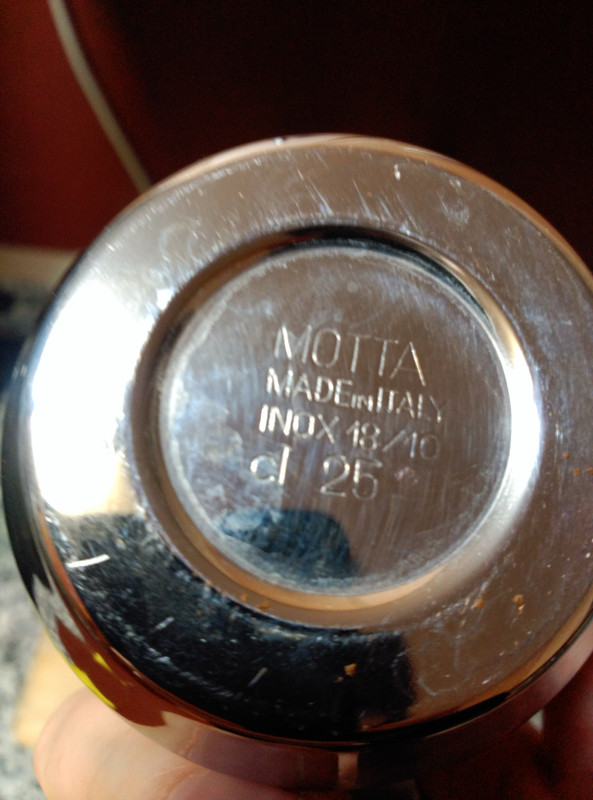 MOTTA
MADE in ITALY
INOX 18/10
cl 25